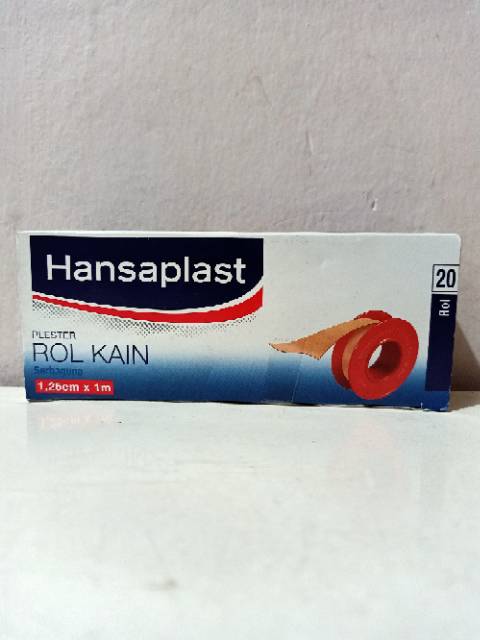 Hansaplast
PLESTER
ROL KAIN
Serbaguna
1,25cm x 1m
20
Rol